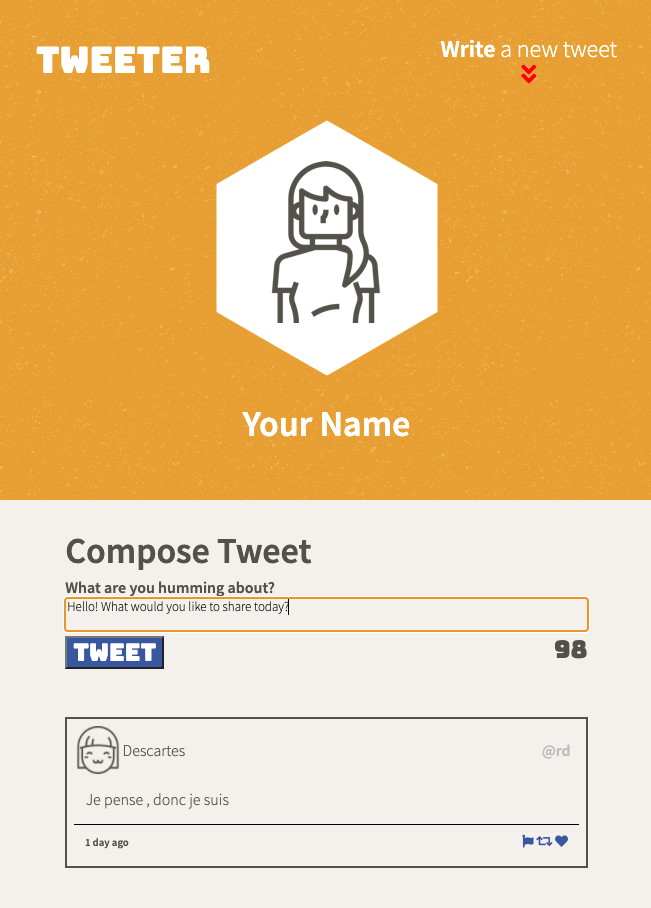 TWEETER
Write a new tweet
Your Name
Compose Tweet
What are you humming about?
Hello! What would you like to share today?
TWEET
98
Descartes
@rd
Je pense , donc je suis
1 day ago